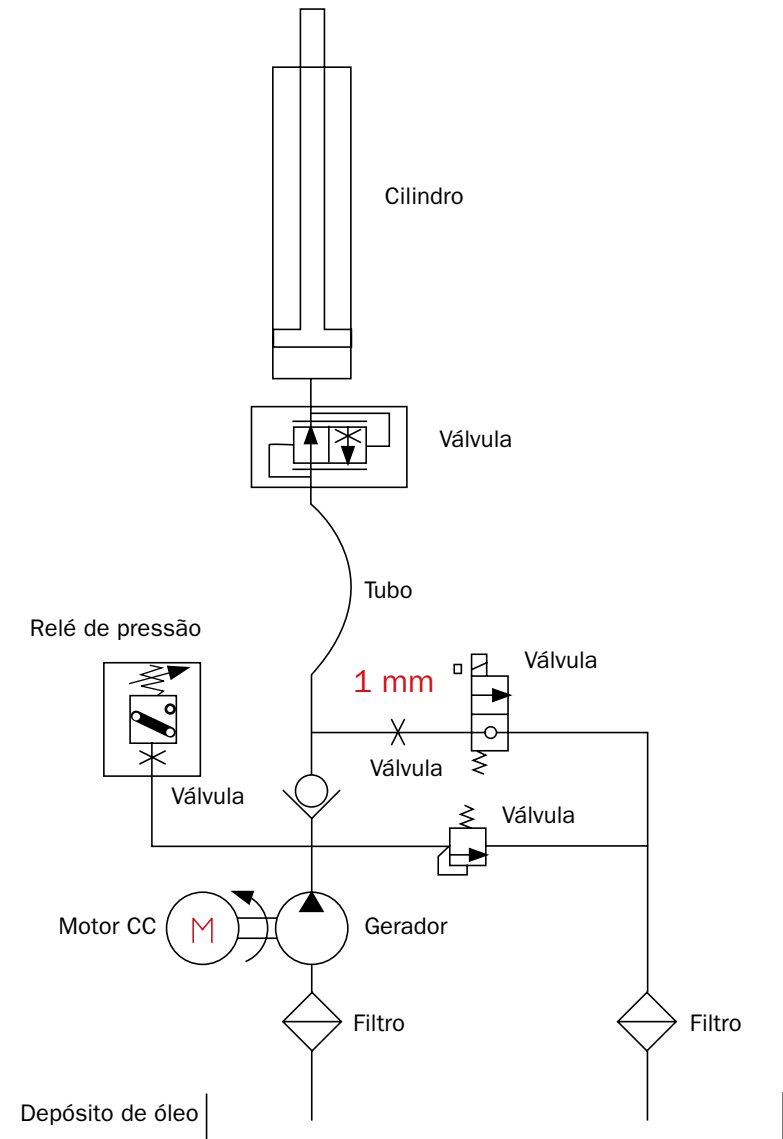 Cilindro
Válvula
Tubo
Relé de pressão
Válvula
1 mm
Válvula
Válvula
Válvula
Motor CC
M
Gerador
Filtro
Filtro
Depósito de óleo